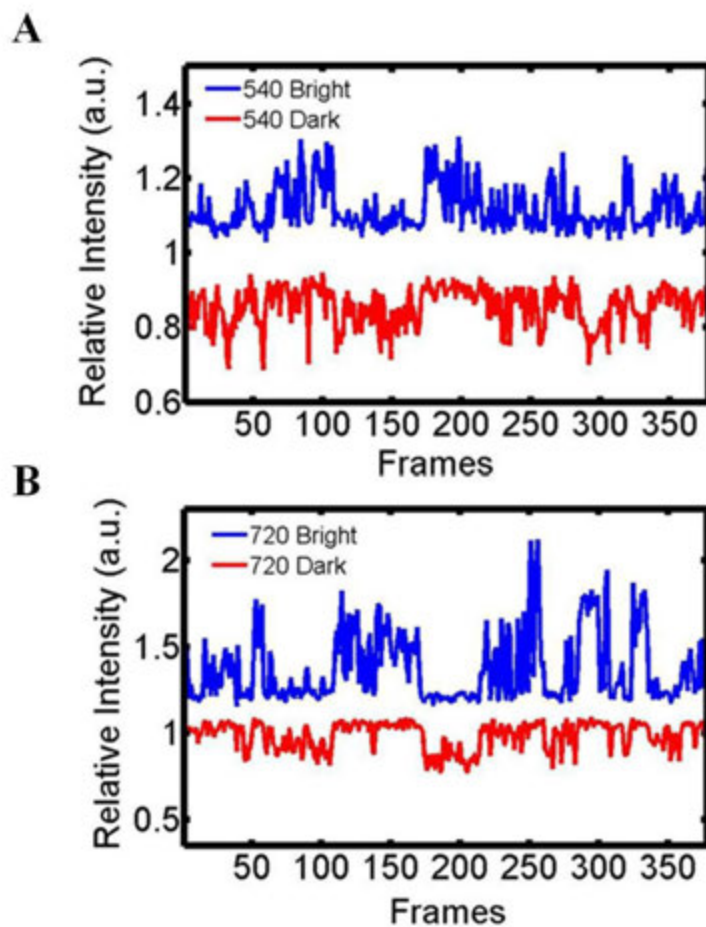 A
Relative Intensity (a.u.)
1.4
1.2
1
0.8
0.6
540 Bright
540 Dark
50 100 150 200 250 300 350
Frames
B
Relative Intensity (a.u.)
2
1.5
1
0.5
720 Bright
720 Dark
50 100 150 200 250 300 350
Frames